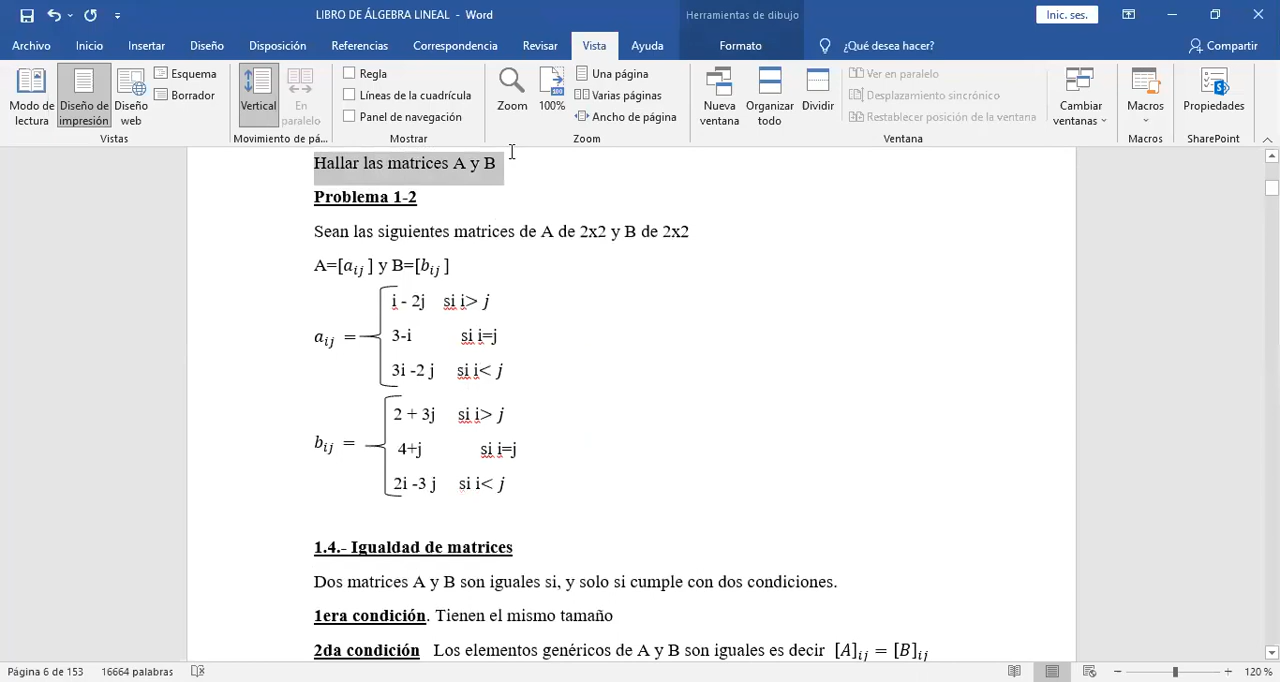 LIBRO DE ÁLGEBRA LINEAL - Word
Herramientas de dibujo
Inic. ses.
Archivo Inicio Insertar Diseño Disposición Referencias Correspondencia Revisar Vista Ayuda Formato ¿Qué desea hacer? Compartir
Modo de lectura
Diseño de impresión
Diseño web
Esquema
Borrador
Vistas
Vertical
En paralelo
Movimiento de pá...
Regla
Líneas de la cuadrícula
Panel de navegación
Mostrar
Zoom
100%
Una página
Varias páginas
Ancho de página
Zoom
Nueva ventana
Organizar todo
Dividir
Ver en paralelo
Desplazamiento sincrónico
Restablecer posición de la ventana
Cambiar ventanas
Ventana
Macros
Macros
Propiedades
SharePoint
Hallar las matrices A y B
Problema 1-2
Sean las siguientes matrices de A de 2x2 y B de 2x2
A=[a_{ij} ] y B=[b_{ij} ]
i - 2j si i> j
a_{ij} = 3-i si i=j
3i -2 j si i< j
2 + 3j si i> j
b_{ij} = 4+j si i=j
2i -3 j si i< j
1.4.- Igualdad de matrices
Dos matrices A y B son iguales si, y solo si cumple con dos condiciones.
1era condición. Tienen el mismo tamaño
2da condición Los elementos genéricos de A y B son iguales es decir [A]_{ij} = [B]_{ij}
Página 6 de 153 16664 palabras 120 %